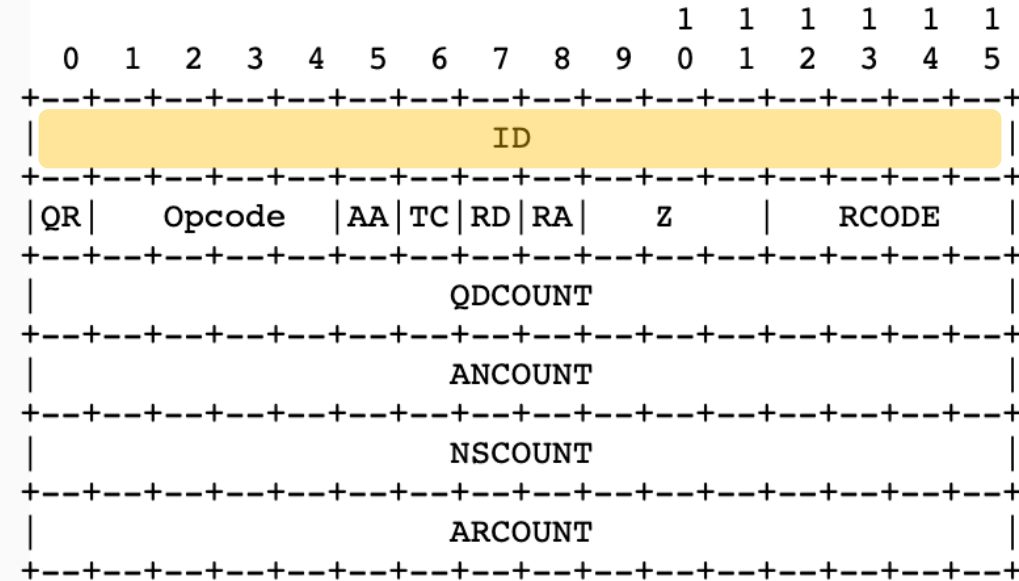 1 1 1 1 1 1
0 1 2 3 4 5 6 7 8 9 0 1 2 3 4 5
+--+--+--+--+--+--+--+--+--+--+--+--+--+--+--+--+
| ID |
+--+--+--+--+--+--+--+--+--+--+--+--+--+--+--+--+
|QR| Opcode |AA|TC|RD|RA| Z | RCODE |
+--+--+--+--+--+--+--+--+--+--+--+--+--+--+--+--+
| QDCOUNT |
+--+--+--+--+--+--+--+--+--+--+--+--+--+--+--+--+
| ANCOUNT |
+--+--+--+--+--+--+--+--+--+--+--+--+--+--+--+--+
| NSCOUNT |
+--+--+--+--+--+--+--+--+--+--+--+--+--+--+--+--+
| ARCOUNT |
+--+--+--+--+--+--+--+--+--+--+--+--+--+--+--+--+